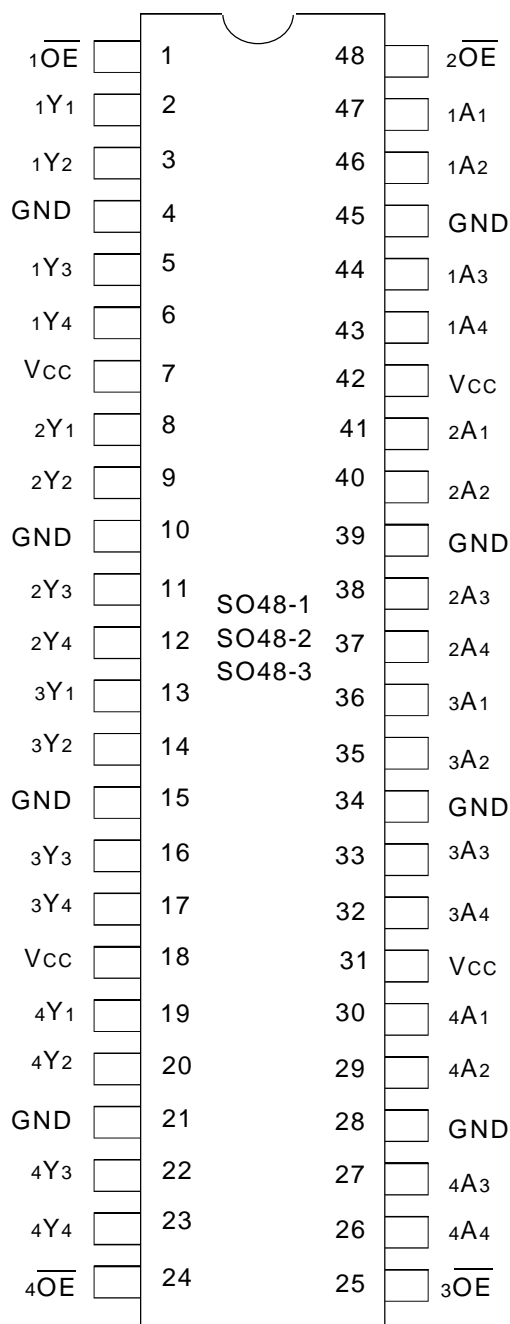 1OE 1 48 2OE
1Y1 2 47 1A1
1Y2 3 46 1A2
GND 4 45 GND
1Y3 5 44 1A3
1Y4 6 43 1A4
VCC 7 42 VCC
2Y1 8 41 2A1
2Y2 9 40 2A2
GND 10 39 GND
2Y3 11 38 2A3
2Y4 12 37 2A4
SO48-1
SO48-2
SO48-3
3Y1 13 36 3A1
3Y2 14 35 3A2
GND 15 34 GND
3Y3 16 33 3A3
3Y4 17 32 3A4
VCC 18 31 VCC
4Y1 19 30 4A1
4Y2 20 29 4A2
GND 21 28 GND
4Y3 22 27 4A3
4Y4 23 26 4A4
4OE 24 25 3OE